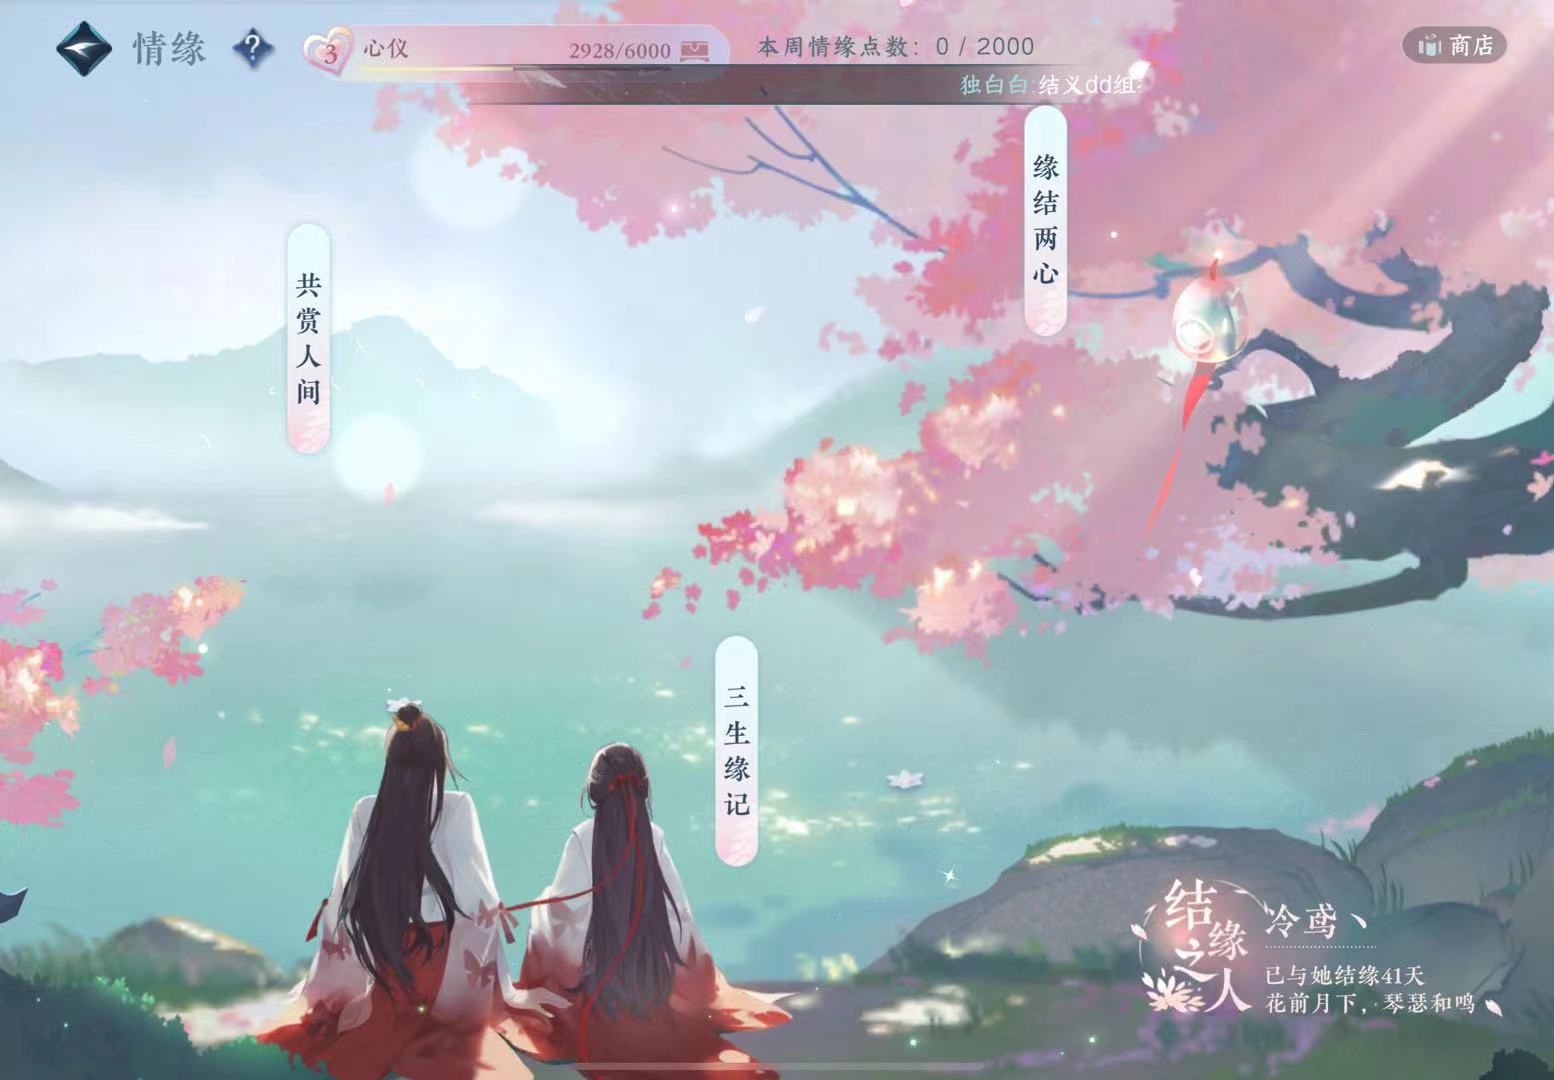 情缘
?
3 心仪 2928/6000
本周情缘点数：0 / 2000
商店
独白白:结义dd组:
缘结两心
共赏人间
三生缘记
结缘之人
冷鸢丶
已与她结缘41天
花前月下，琴瑟和鸣